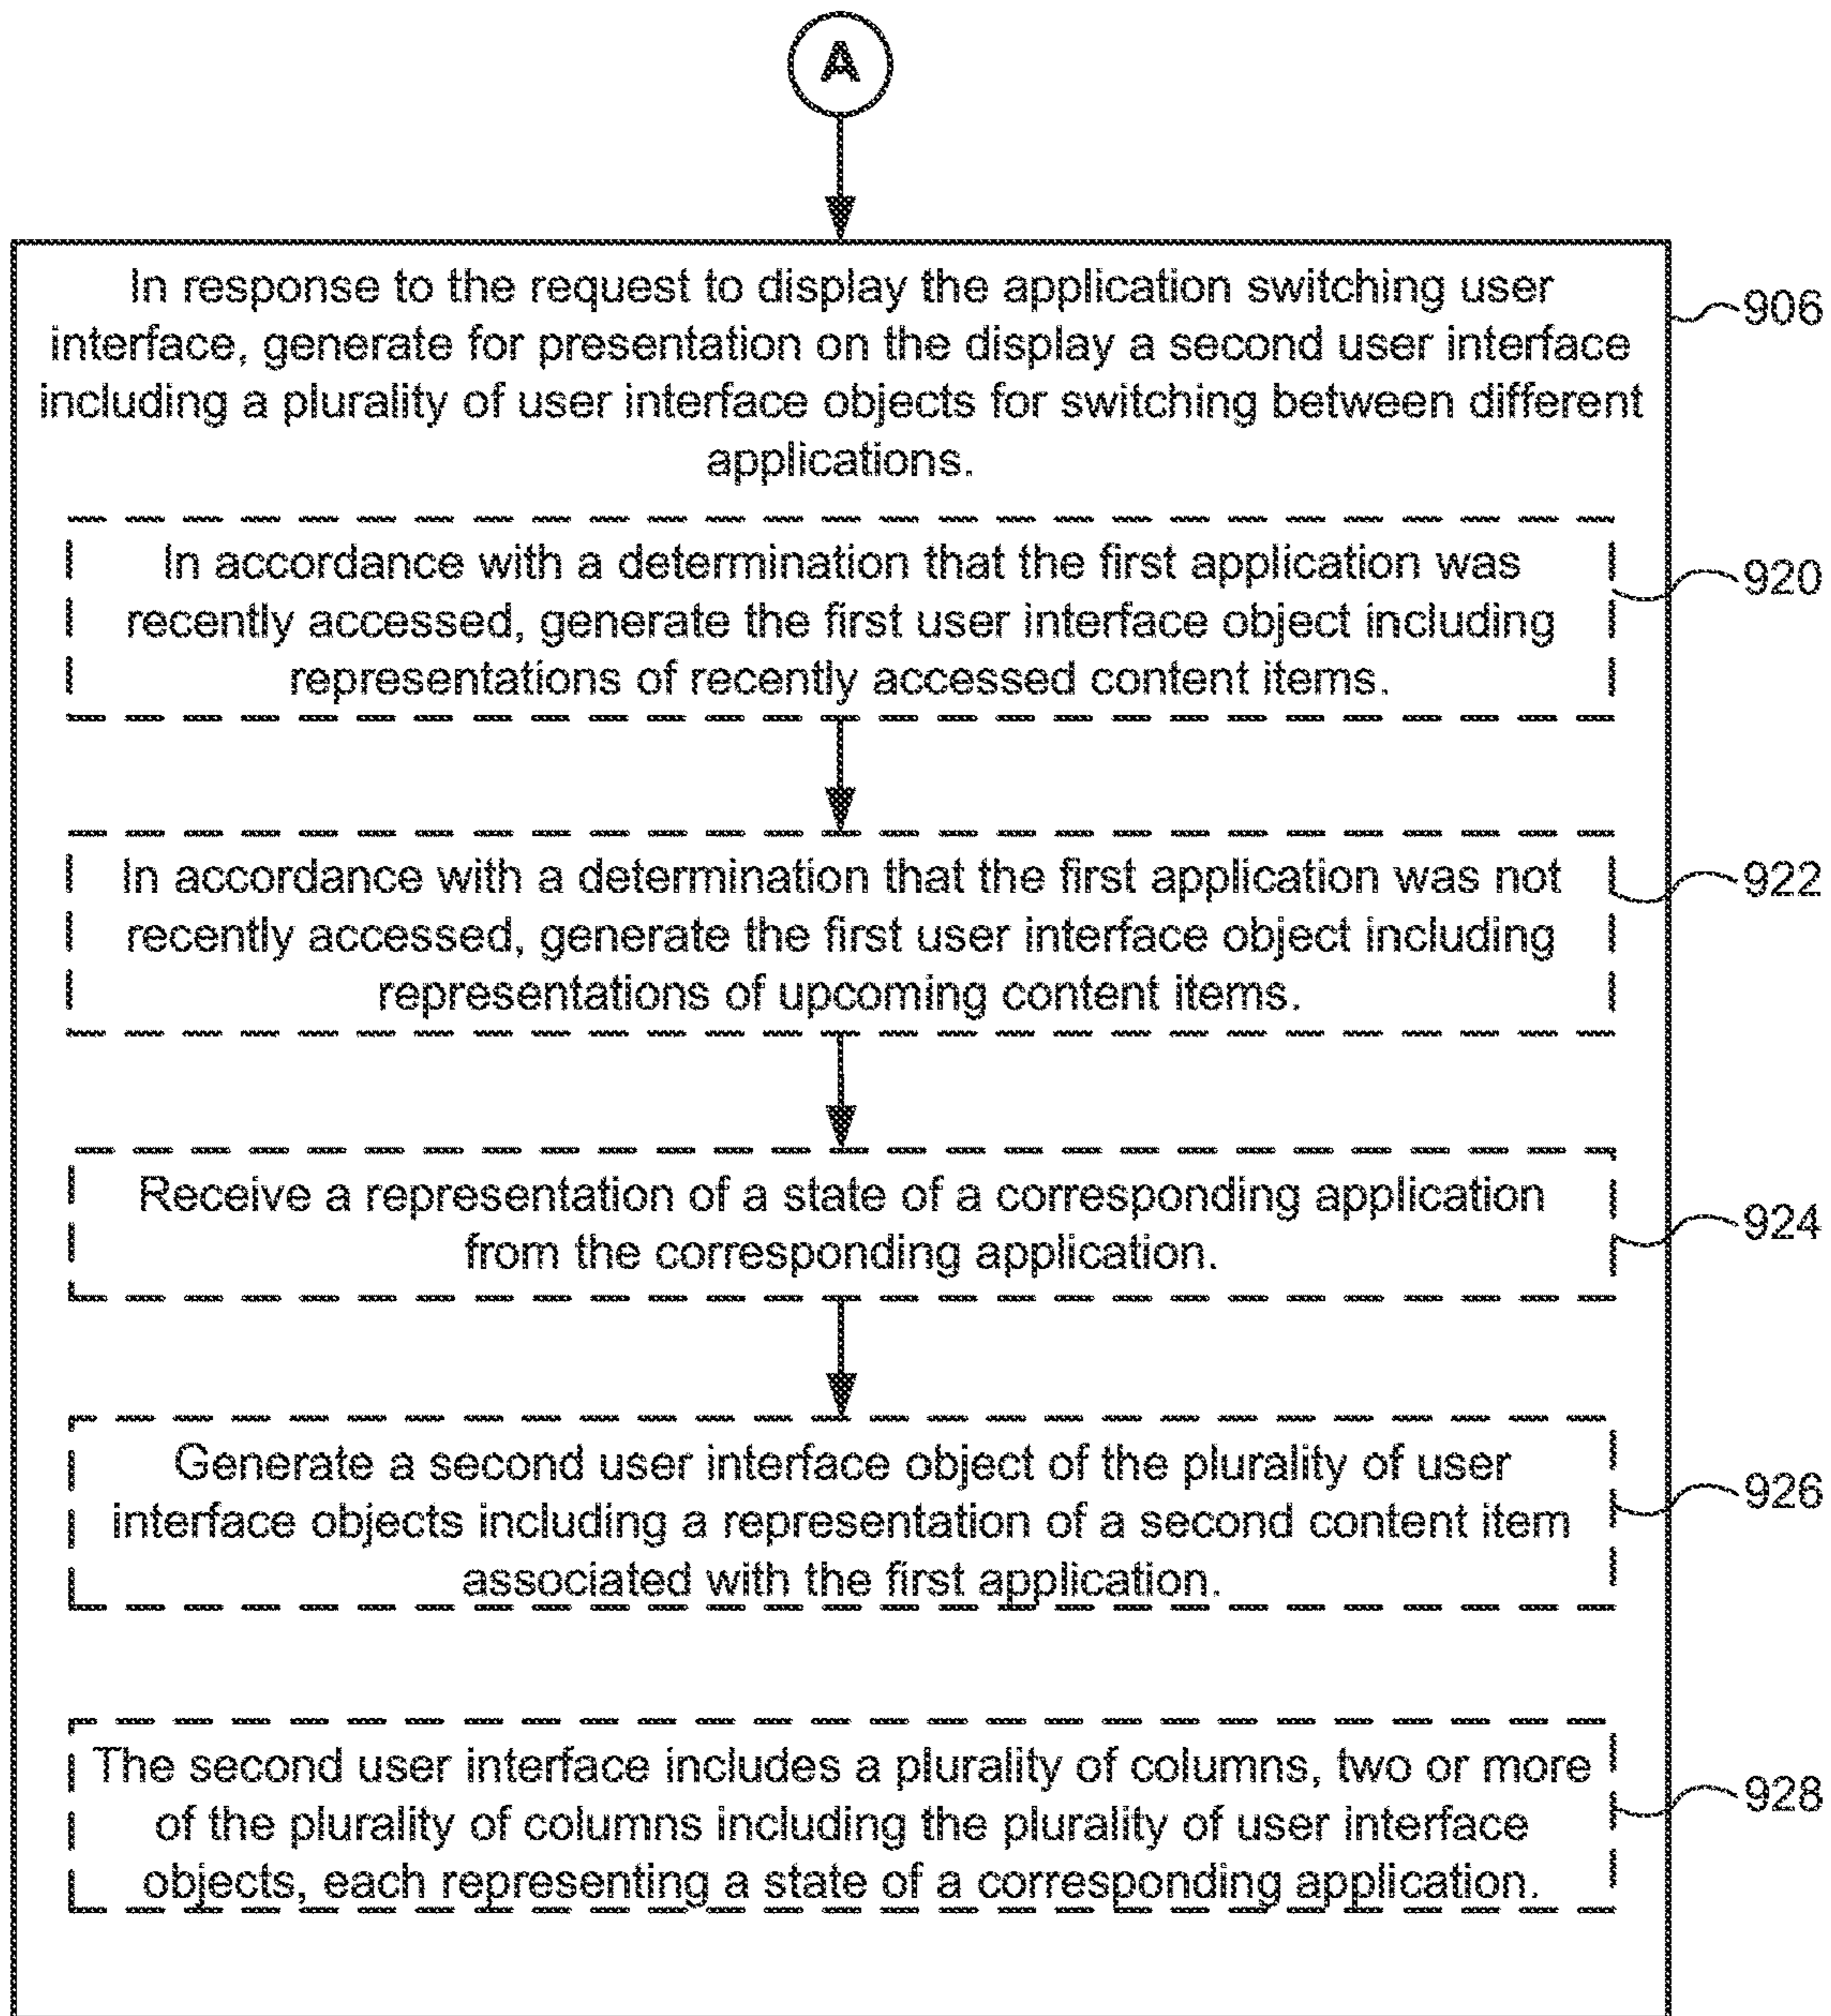 A
In response to the request to display the application switching user
interface, generate for presentation on the display a second user interface
including a plurality of user interface objects for switching between different
applications.
906
In accordance with a determination that the first application was
recently accessed, generate the first user interface object including
representations of recently accessed content items.
920
In accordance with a determination that the first application was not
recently accessed, generate the first user interface object including
representations of upcoming content items.
922
Receive a representation of a state of a corresponding application
from the corresponding application.
924
Generate a second user interface object of the plurality of user
interface objects including a representation of a second content item
associated with the first application.
926
The second user interface includes a plurality of columns, two or more
of the plurality of columns including the plurality of user interface
objects, each representing a state of a corresponding application.
928